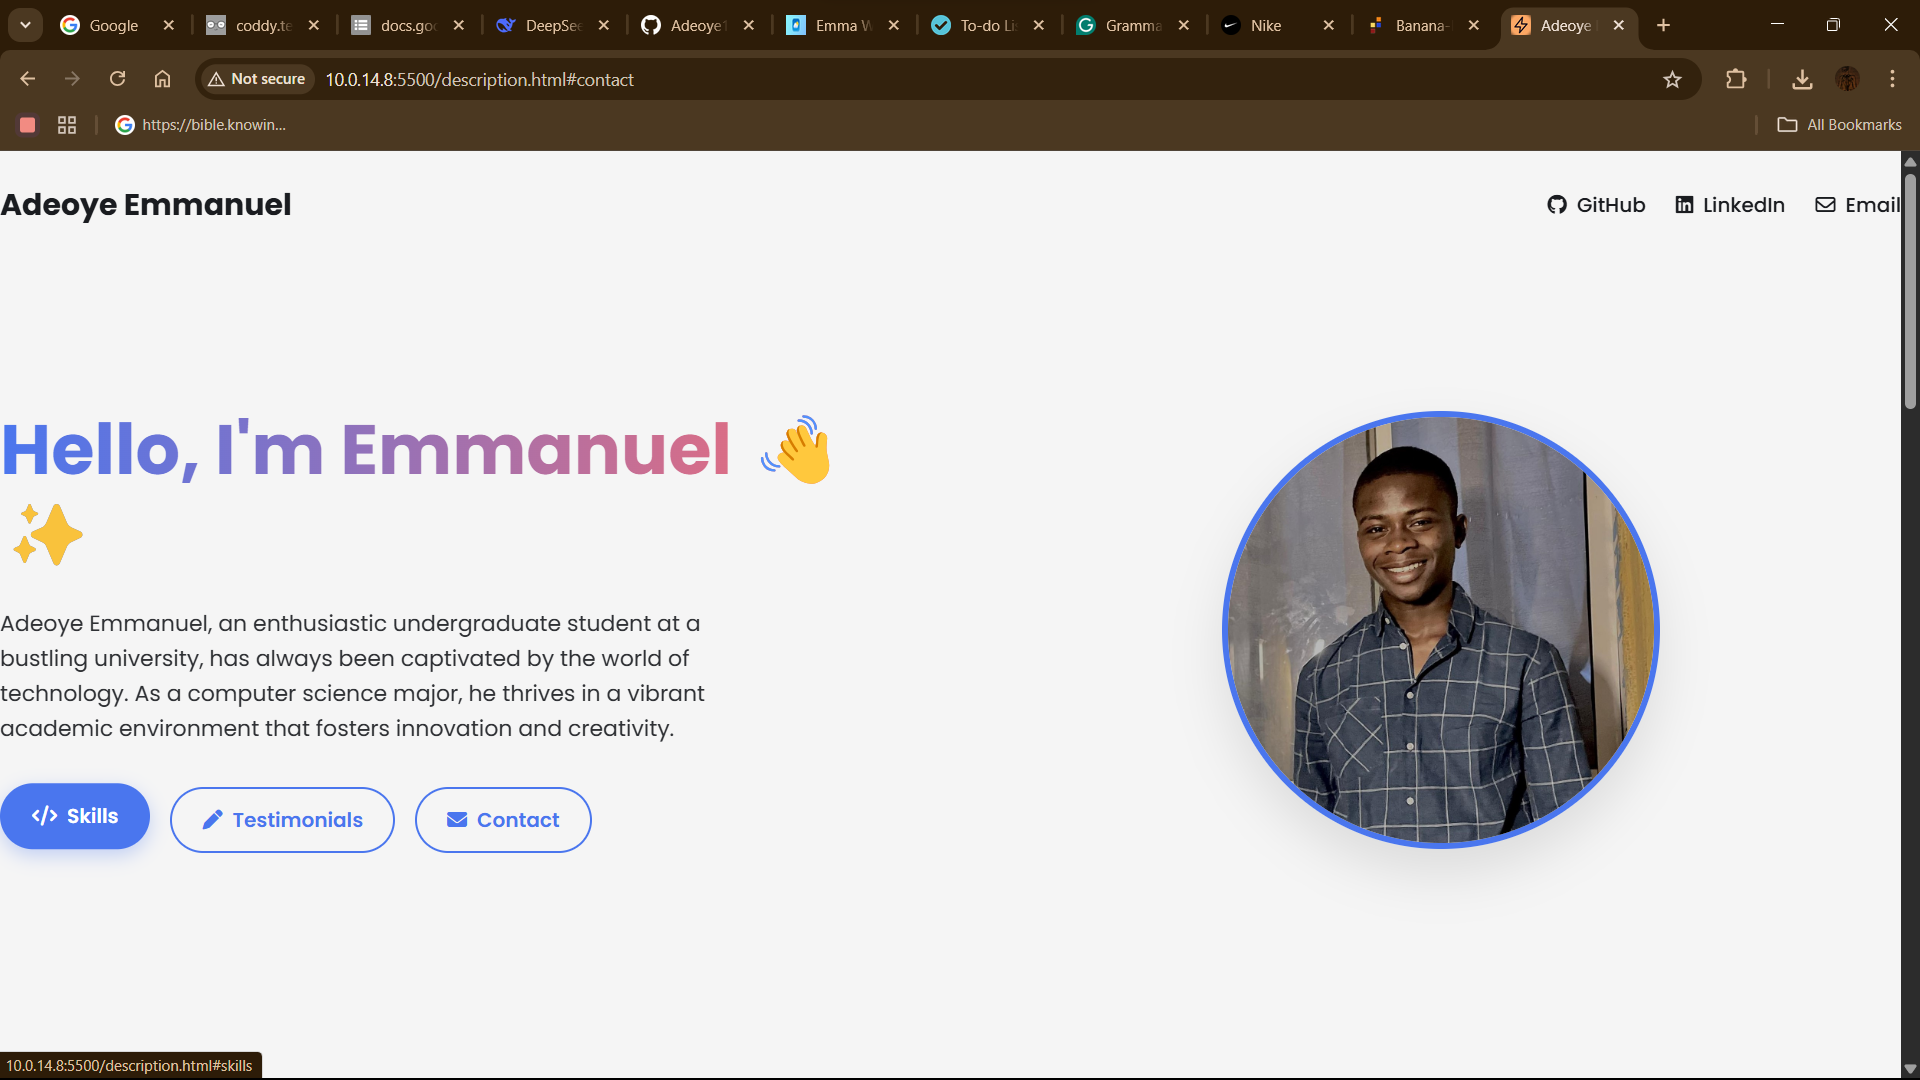 Google
coddy.te
docs.goo
DeepSee
Adeoye1
Emma W
To-do Li
Gramma
Nike
Banana-
Adeoye
Not secure
10.0.14.8:5500/description.html#contact
https://bible.knowin...
All Bookmarks
Adeoye Emmanuel
GitHub
LinkedIn
Email
Hello, I'm Emmanuel 👋
✨
Adeoye Emmanuel, an enthusiastic undergraduate student at a
bustling university, has always been captivated by the world of
technology. As a computer science major, he thrives in a vibrant
academic environment that fosters innovation and creativity.
</> Skills
Testimonials
Contact
10.0.14.8:5500/description.html#skills